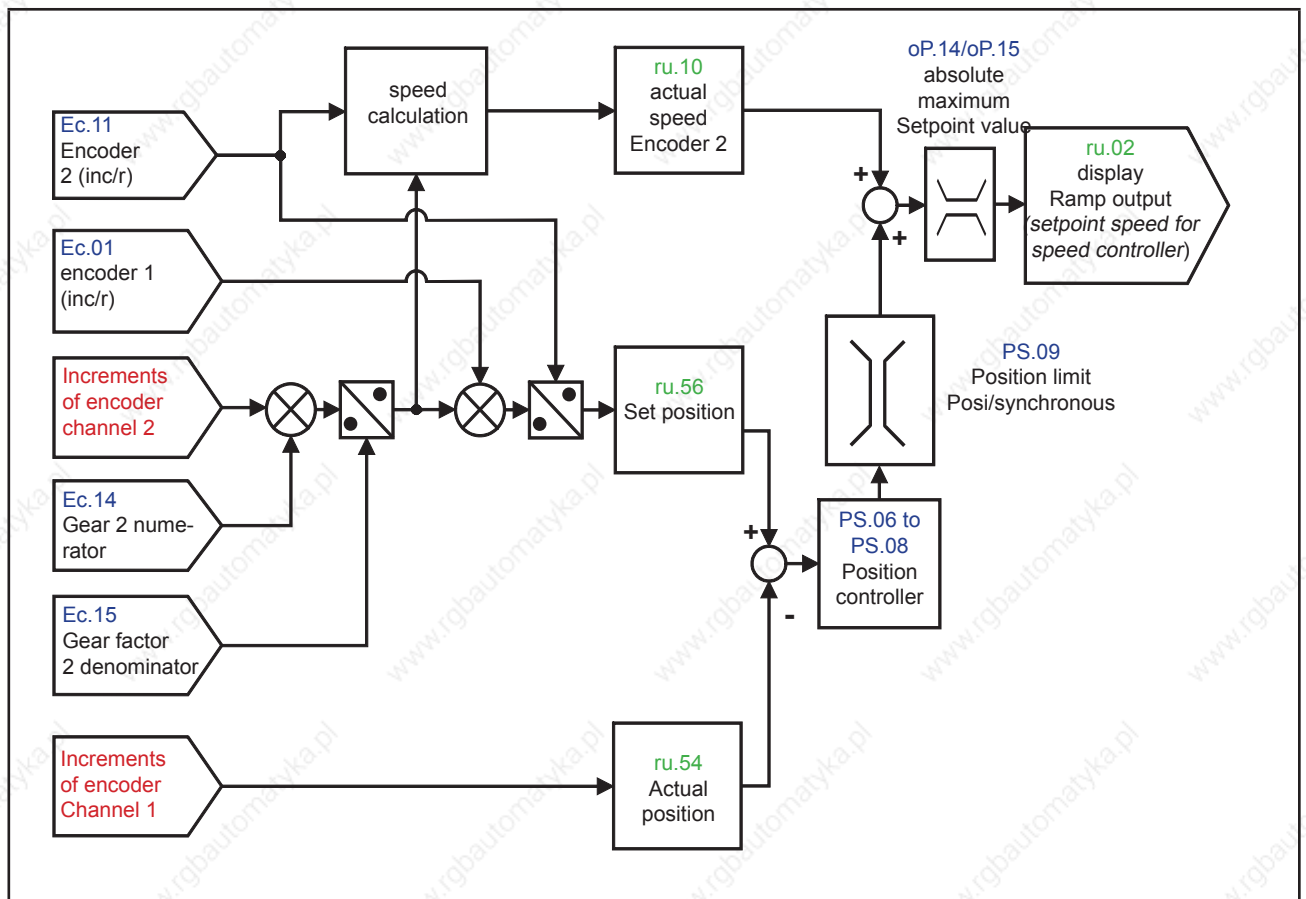 oP.14/oP.15
absolute
maximum
Setpoint value
speed
calculation
ru.10
actual
speed
Encoder 2
Ec.11
Encoder
2 (inc/r)
ru.02
display
Ramp output
(setpoint speed for
speed controller)
+
+
Ec.01
encoder 1
(inc/r)
PS.09
Position limit
Posi/synchronous
Increments
of encoder
channel 2
ru.56
Set position
Ec.14
Gear 2 nume-
rator
+
-
PS.06 to
PS.08
Position
controller
Ec.15
Gear factor
2 denominator
Increments
of encoder
Channel 1
ru.54
Actual
position
www.rgbautomatyka.pl